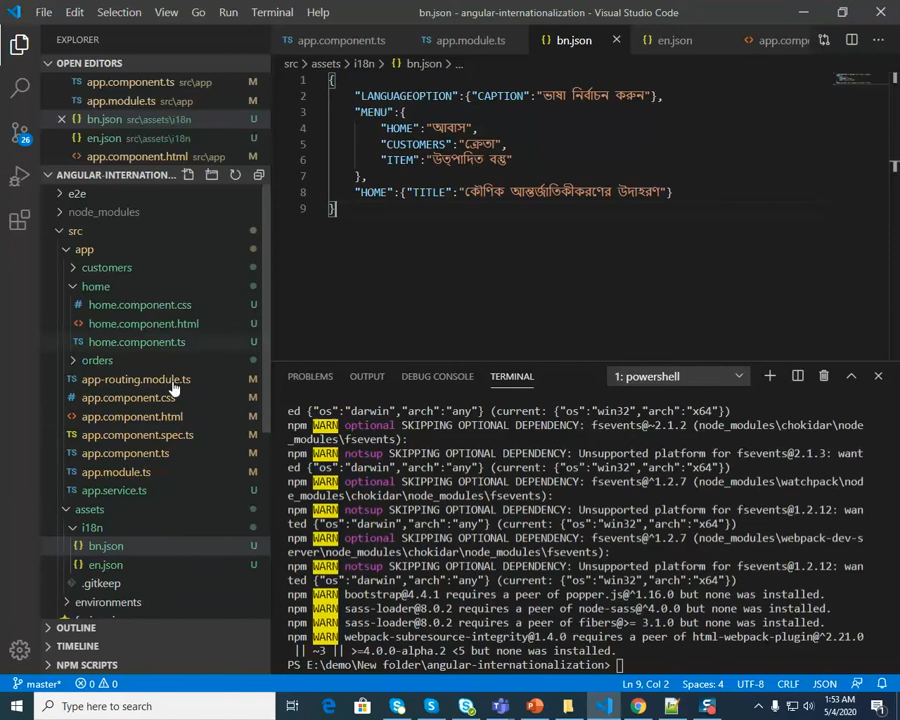 File Edit Selection View Go Run Terminal Help bn.json - angular-internationalization - Visual Studio Code
EXPLORER
app.component.ts app.module.ts bn.json en.json app.compo
OPEN EDITORS
src > assets > i18n > {} bn.json > ...
app.component.ts src\app M
app.module.ts src\app M
bn.json src\assets\i18n U
en.json src\assets\i18n U
app.component.html src\app M
1 {
2 "LANGUAGEOPTION":{"CAPTION":"ভাষা নির্বাচন করুন"},
3 "MENU":{
4 "HOME":"আবাস",
5 "CUSTOMERS":"ক্রেতা",
6 "ITEM":"উত্পাদিত বস্তু"
7 },
8 "HOME":{"TITLE":"কৌণিক আন্তর্জাতিকীকরণের উদাহরণ"}
9 }
ANGULAR-INTERNATION...
e2e
node_modules
src
app
customers
home
home.component.css U
home.component.html U
home.component.ts U
orders
app-routing.module.ts M
app.component.css M
app.component.html M
app.component.spec.ts M
app.component.ts M
app.module.ts M
app.service.ts U
assets
i18n
bn.json U
en.json U
.gitkeep
environments
OUTLINE
TIMELINE
NPM SCRIPTS
26
PROBLEMS OUTPUT DEBUG CONSOLE TERMINAL 1: powershell
ed {"os":"darwin","arch":"any"} (current: {"os":"win32","arch":"x64"})
npm WARN optional SKIPPING OPTIONAL DEPENDENCY: fsevents@~2.1.2 (node_modules\chokidar\node
_modules\fsevents):
npm WARN notsup SKIPPING OPTIONAL DEPENDENCY: Unsupported platform for fsevents@2.1.3: want
ed {"os":"darwin","arch":"any"} (current: {"os":"win32","arch":"x64"})
npm WARN optional SKIPPING OPTIONAL DEPENDENCY: fsevents@^1.2.7 (node_modules\watchpack\nod
e_modules\chokidar\node_modules\fsevents):
npm WARN notsup SKIPPING OPTIONAL DEPENDENCY: Unsupported platform for fsevents@1.2.12: wan
ted {"os":"darwin","arch":"any"} (current: {"os":"win32","arch":"x64"})
npm WARN optional SKIPPING OPTIONAL DEPENDENCY: fsevents@^1.2.7 (node_modules\webpack-dev-s
erver\node_modules\chokidar\node_modules\fsevents):
npm WARN notsup SKIPPING OPTIONAL DEPENDENCY: Unsupported platform for fsevents@1.2.12: wan
ted {"os":"darwin","arch":"any"} (current: {"os":"win32","arch":"x64"})
npm WARN bootstrap@4.4.1 requires a peer of popper.js@^1.16.0 but none was installed.
npm WARN sass-loader@8.0.2 requires a peer of node-sass@^4.0.0 but none was installed.
npm WARN sass-loader@8.0.2 requires a peer of fibers@>= 3.1.0 but none was installed.
npm WARN webpack-subresource-integrity@1.4.0 requires a peer of html-webpack-plugin@^2.21.0
|| ~3 || >=4.0.0-alpha.2 <5 but none was installed.
PS E:\demo\New folder\angular-internationalization>
master* 0 0 Ln 9, Col 2 Spaces: 4 UTF-8 CRLF JSON
Type here to search
1:53 AM
5/4/2020